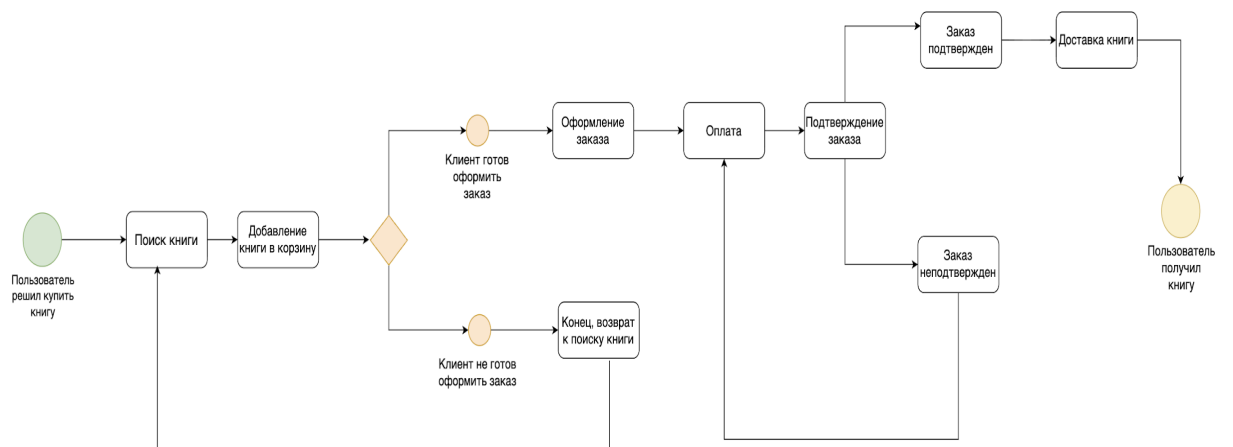 Пользователь
решил купить
книгу
Поиск книги
Добавление
книги в корзину
Клиент готов
оформить
заказ
Оформление
заказа
Оплата
Подтверждение
заказа
Заказ
подтвержден
Доставка книги
Пользователь
получил
книгу
Заказ
неподтвержден
Клиент не готов
оформить заказ
Конец, возврат
к поиску книги